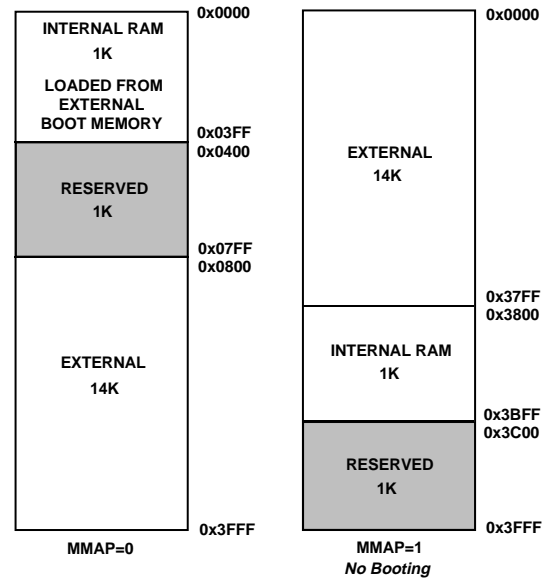 0x0000
INTERNAL RAM
1K
LOADED FROM
EXTERNAL
BOOT MEMORY
0x03FF
0x0400
RESERVED
1K
0x07FF
0x0800
EXTERNAL
14K
0x3FFF
MMAP=0
0x0000
EXTERNAL
14K
0x37FF
0x3800
INTERNAL RAM
1K
0x3BFF
0x3C00
RESERVED
1K
0x3FFF
MMAP=1
No Booting